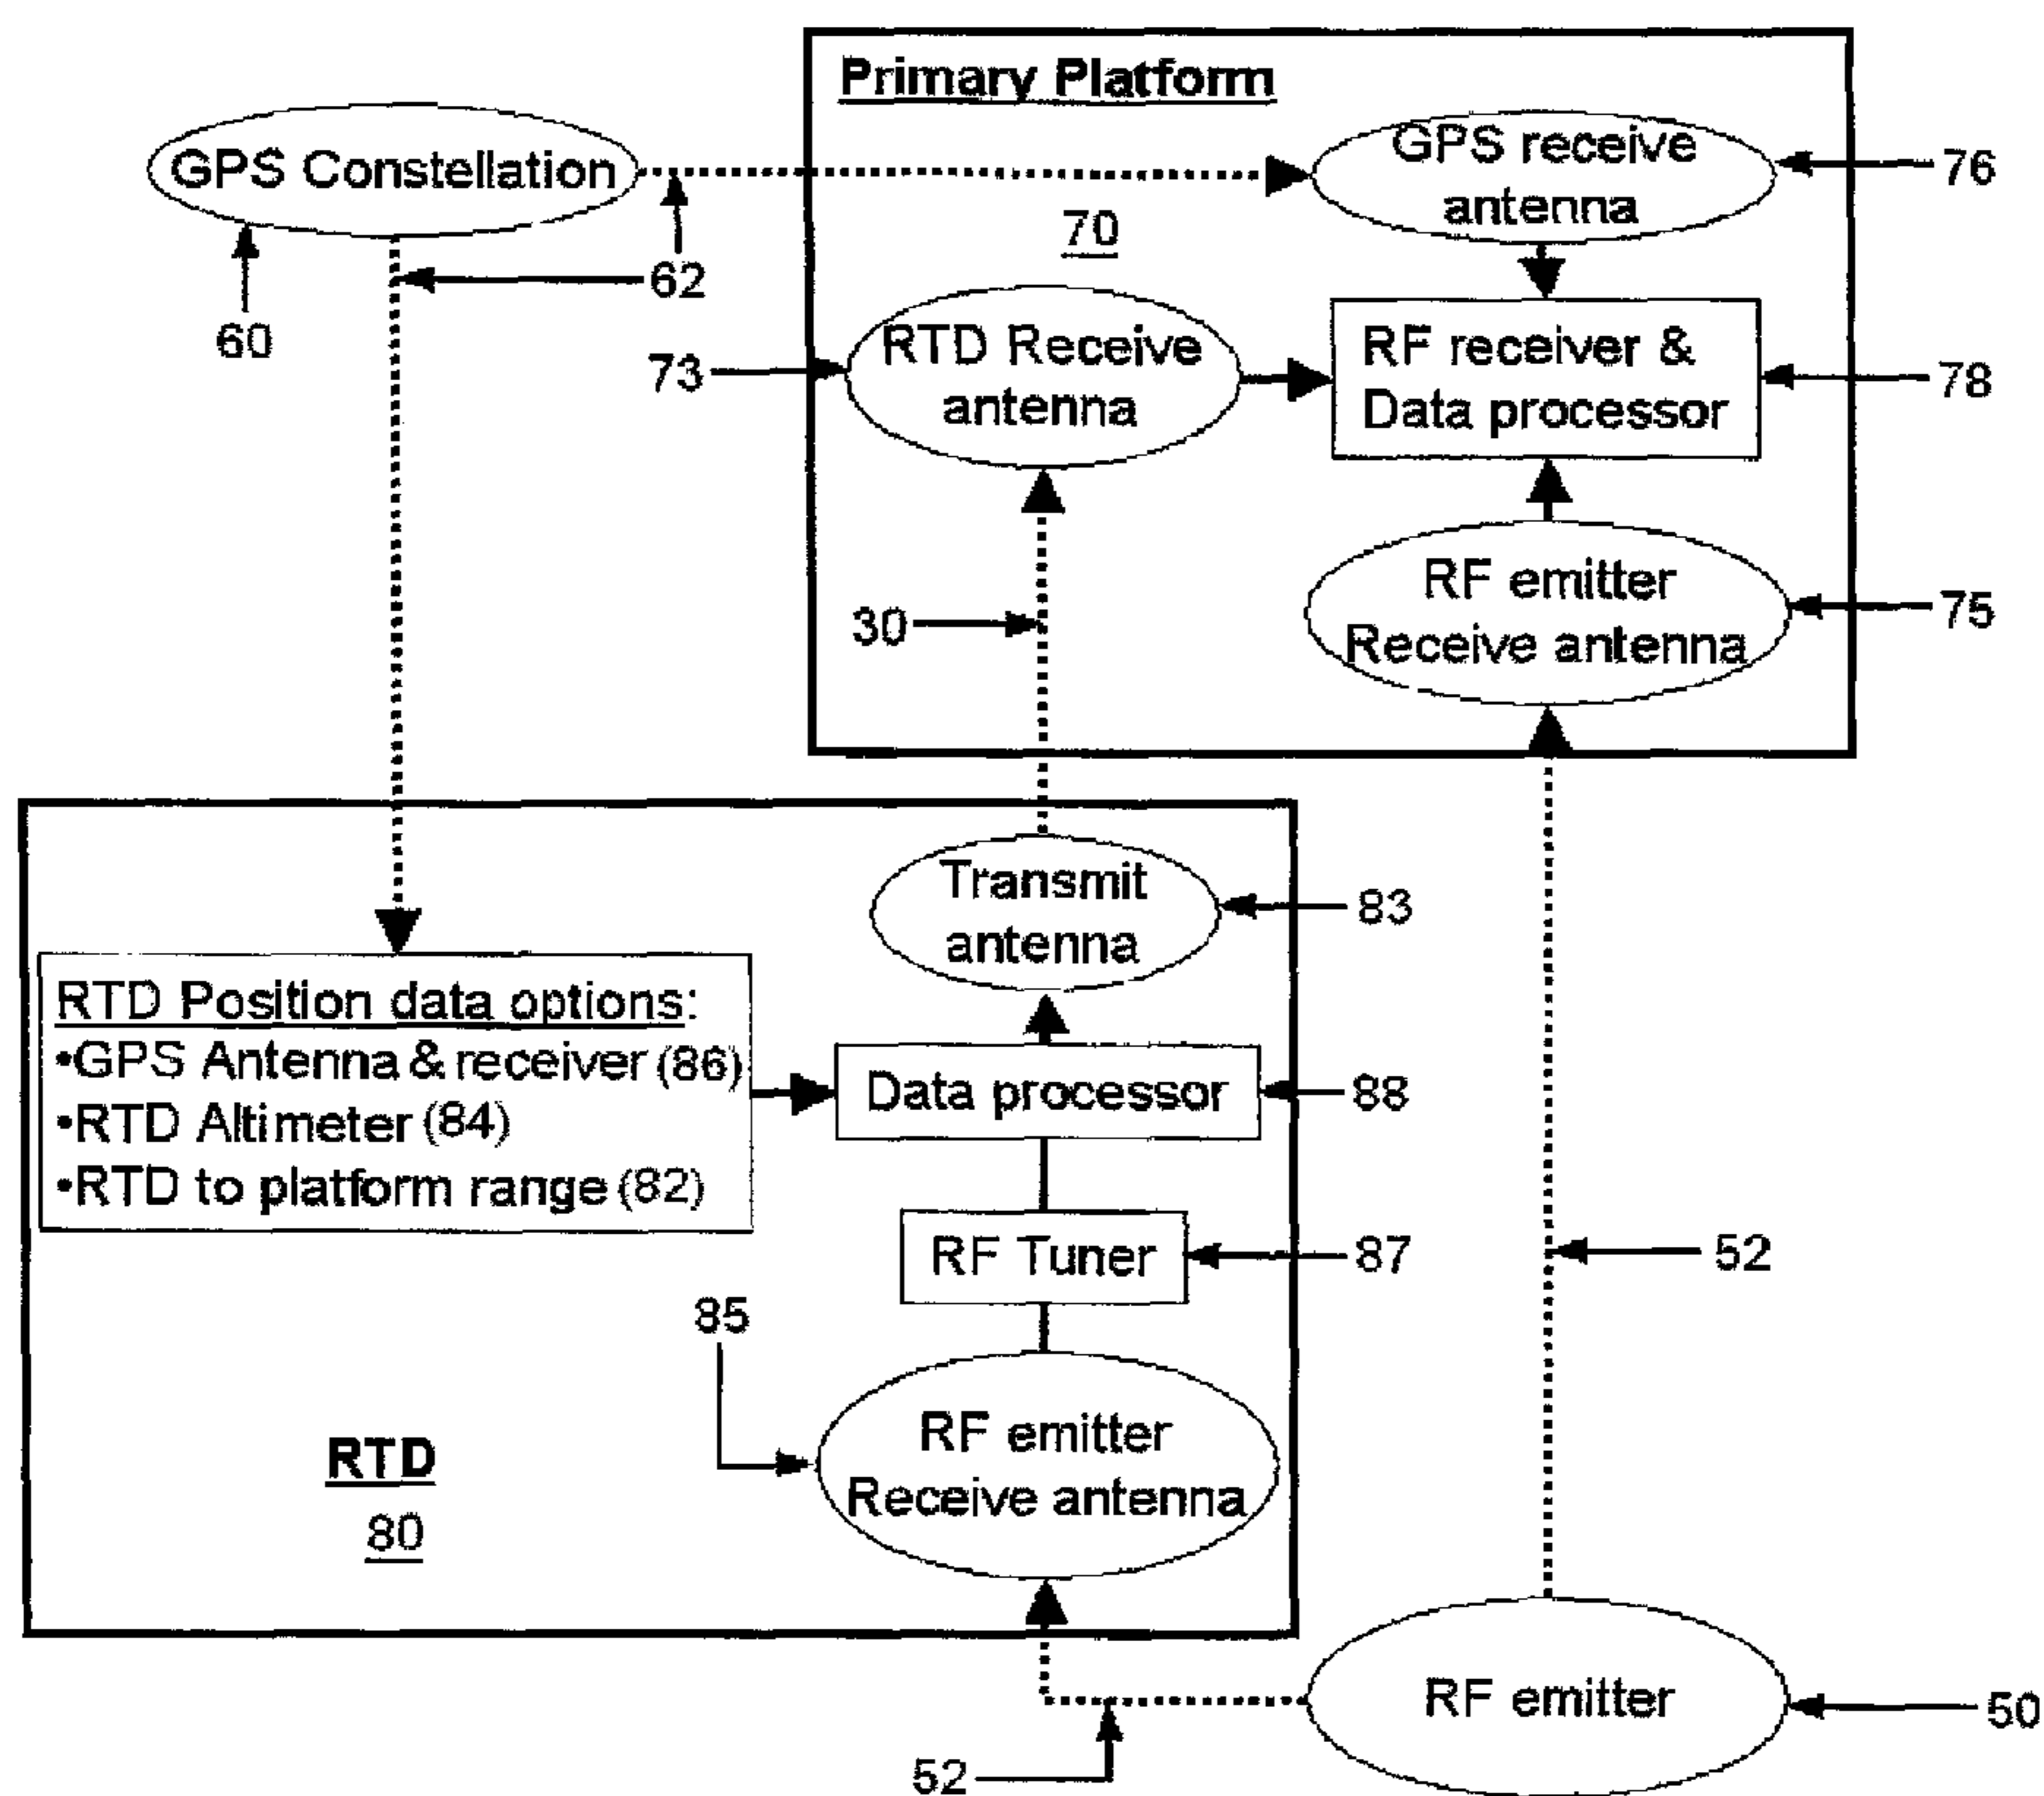 Primary Platform
GPS Constellation
GPS receive
antenna
76
70
62
60
RTD Receive
antenna
73
RF receiver &
Data processor
78
30
RF emitter
Receive antenna
75
Transmit
antenna
83
RTD Position data options:
•GPS Antenna & receiver (86)
•RTD Altimeter (84)
•RTD to platform range (82)
Data processor
88
RF Tuner
87
52
85
RF emitter
Receive antenna
RTD
80
RF emitter
50
52